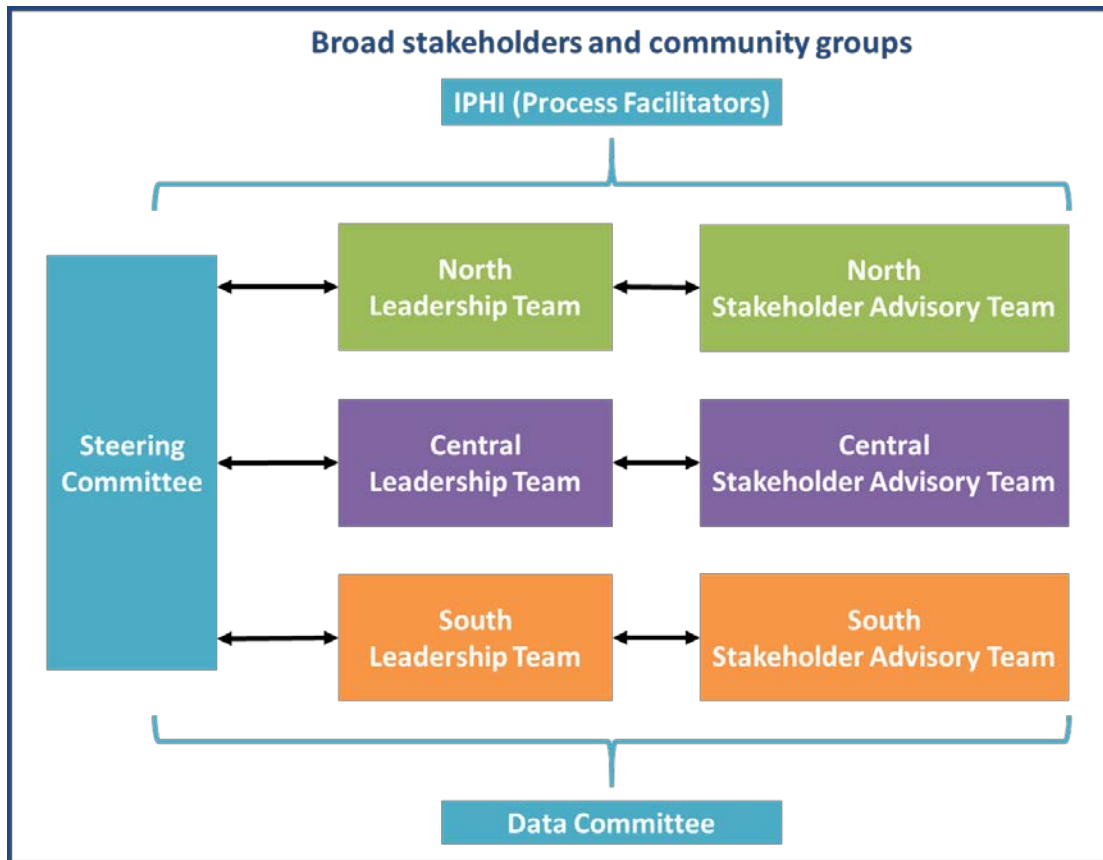 Broad stakeholders and community groups
IPHI (Process Facilitators)
North
Leadership Team
North
Stakeholder Advisory Team
Steering
Committee
Central
Leadership Team
Central
Stakeholder Advisory Team
South
Leadership Team
South
Stakeholder Advisory Team
Data Committee